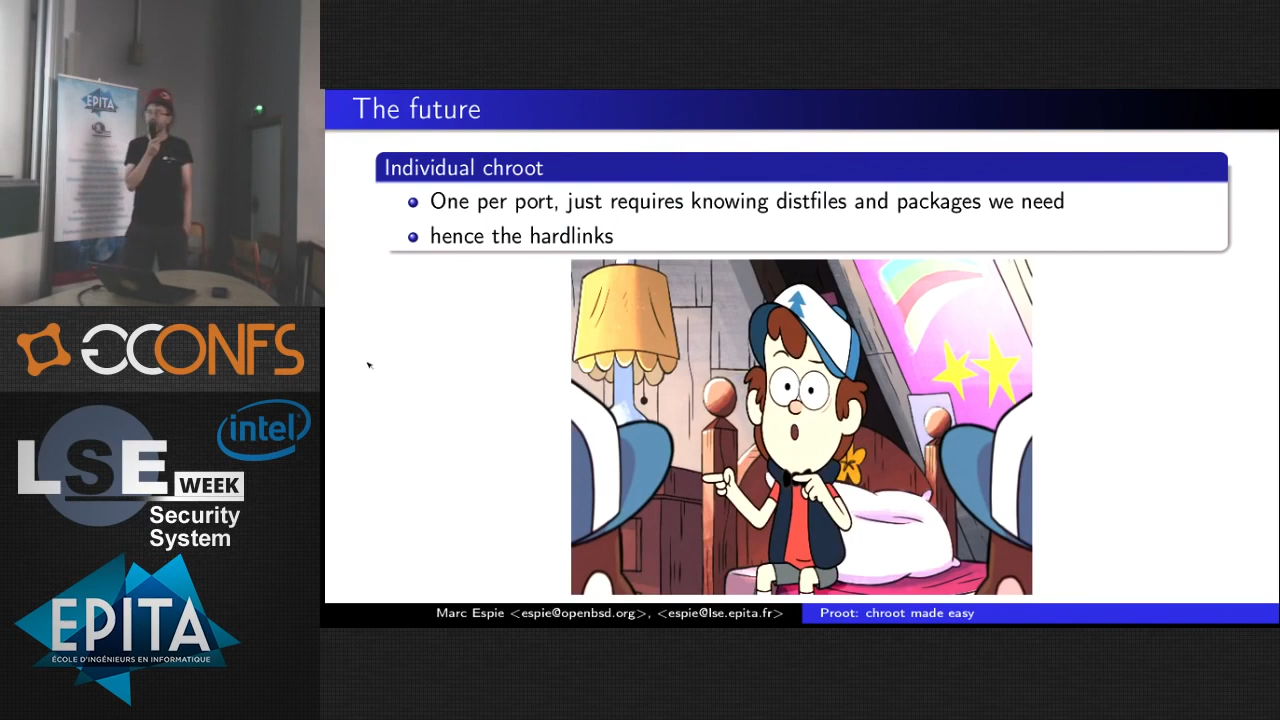 EPITA
The future
Individual chroot
One per port, just requires knowing distfiles and packages we need
hence the hardlinks
GCONFS
LSE
WEEK
Security
System
intel
EPITA
ÉCOLE D'INGÉNIEURS EN INFORMATIQUE
Marc Espie <espie@openbsd.org>, <espie@lse.epita.fr>
Proot: chroot made easy